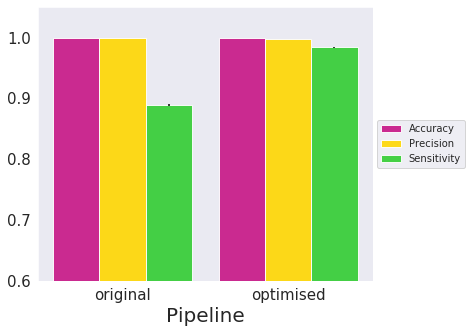 1.0
0.9
0.8
0.7
0.6
original
optimised
Pipeline
Accuracy
Precision
Sensitivity